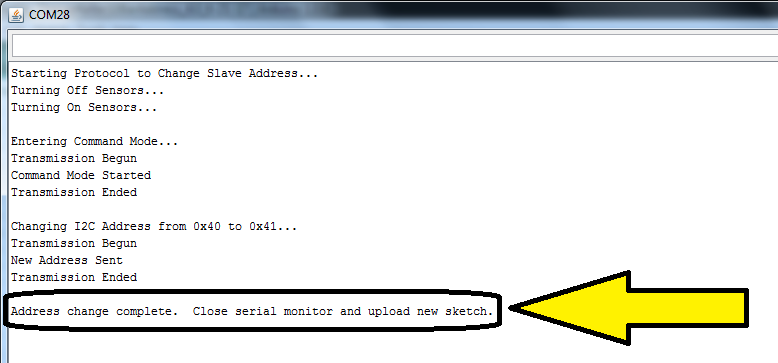 COM28
Starting Protocol to Change Slave Address...
Turning Off Sensors...
Turning On Sensors...
Entering Command Mode...
Transmission Begun
Command Mode Started
Transmission Ended
Changing I2C Address from 0x40 to 0x41...
Transmission Begun
New Address Sent
Transmission Ended
Address change complete.  Close serial monitor and upload new sketch.